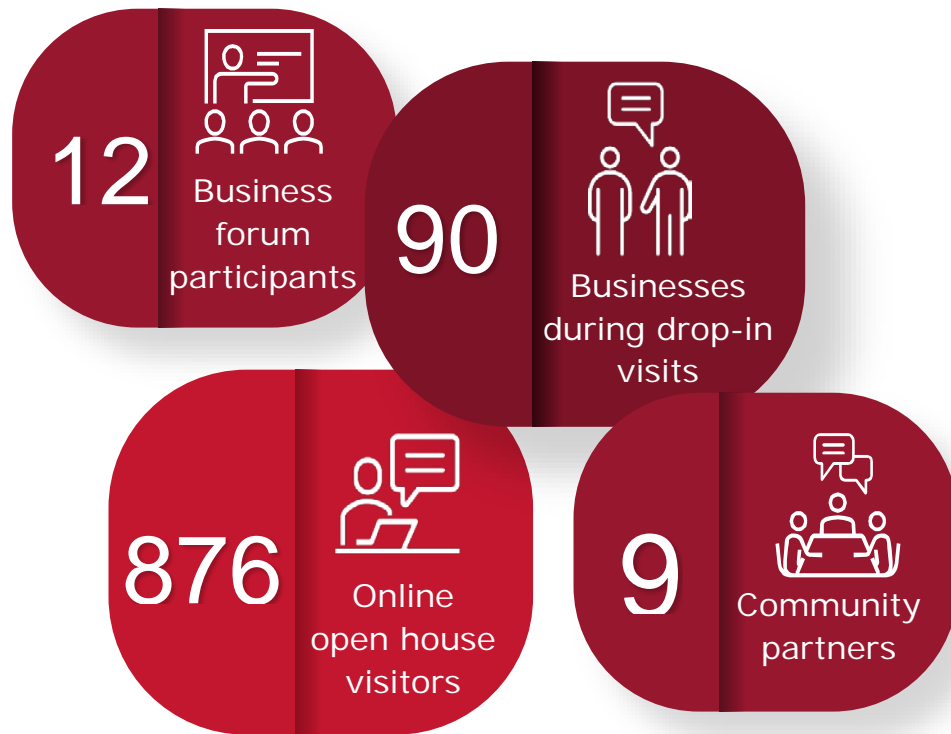 12
Business
forum
participants
90
Businesses
during drop-in
visits
876
Online
open house
visitors
9
Community
partners